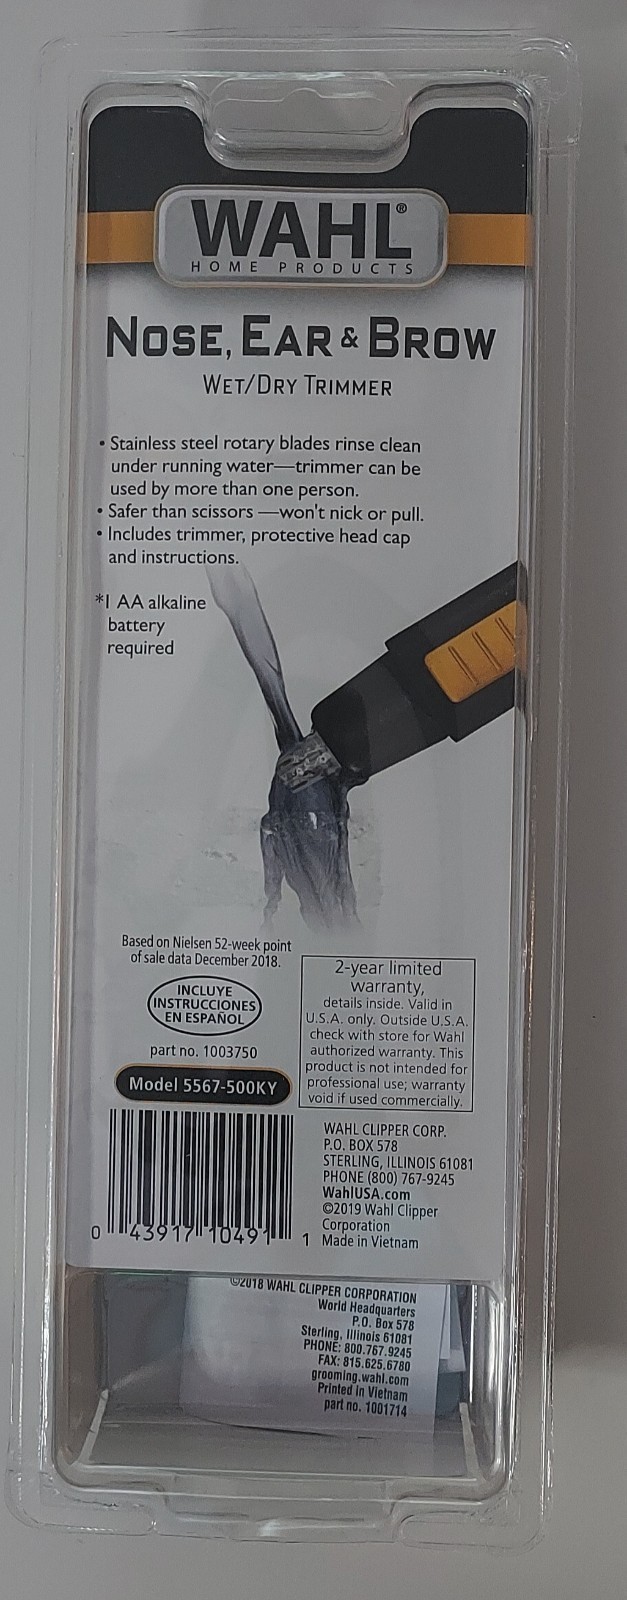 WAHL®
HOME PRODUCTS
NOSE, EAR & BROW
WET/DRY TRIMMER
• Stainless steel rotary blades rinse clean
under running water—trimmer can be
used by more than one person.
• Safer than scissors —won't nick or pull.
• Includes trimmer, protective head cap
and instructions.
*1 AA alkaline
battery
required
Based on Nielsen 52-week point
of sale data December 2018.
INCLUYE
INSTRUCCIONES
EN ESPAÑOL
part no. 1003750
Model 5567-500KY
0 43917 10491 1
2-year limited
warranty,
details inside. Valid in
U.S.A. only. Outside U.S.A.
check with store for Wahl
authorized warranty. This
product is not intended for
professional use; warranty
void if used commercially.
WAHL CLIPPER CORP.
P.O. BOX 578
STERLING, ILLINOIS 61081
PHONE (800) 767-9245
WahlUSA.com
©2019 Wahl Clipper
Corporation
Made in Vietnam
©2018 WAHL CLIPPER CORPORATION
World Headquarters
P.O. Box 578
Sterling, Illinois 61081
PHONE: 800.767.9245
FAX: 815.625.6780
grooming.wahl.com
Printed in Vietnam
part no. 1001714